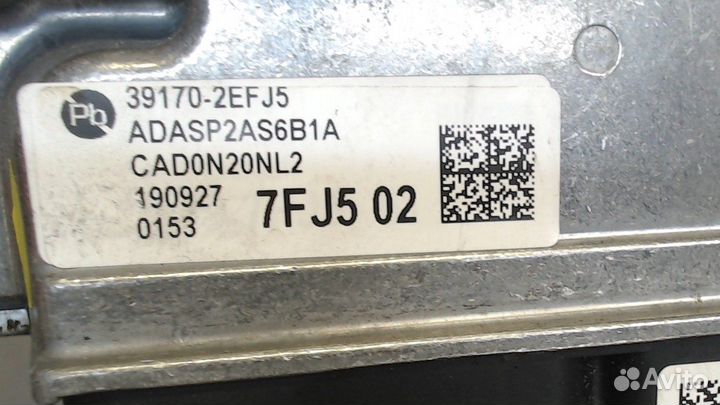 Pb
39170-2EFJ5
ADASP2AS6B1A
CAD0N20NL2
190927
0153
7FJ5 02
Avito